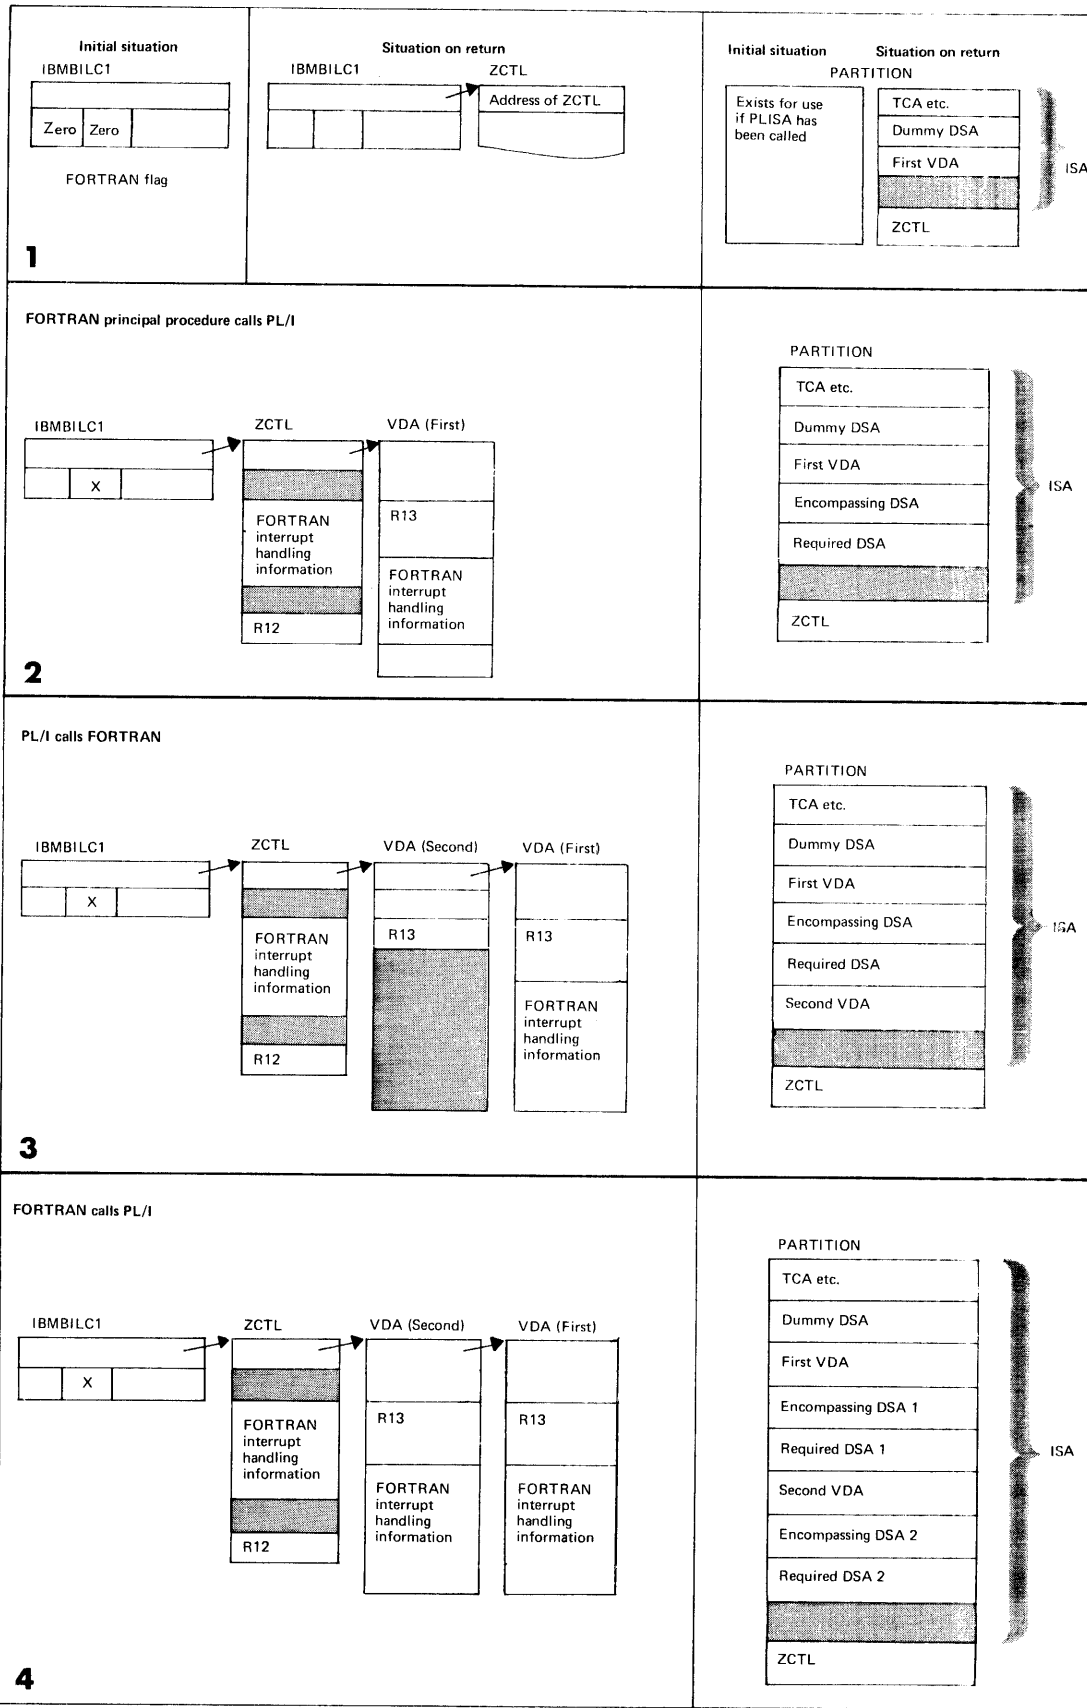 Initial situation
IBMBILC1
Zero
Zero
FORTRAN flag
Situation on return
IBMBILC1
ZCTL
Address of ZCTL
Initial situation
Situation on return
PARTITION
Exists for use
if PLISA has
been called
TCA etc.
Dummy DSA
First VDA
ZCTL
ISA
1
FORTRAN principal procedure calls PL/I
IBMBILC1
X
ZCTL
FORTRAN
interrupt
handling
information
R12
VDA (First)
R13
FORTRAN
interrupt
handling
information
PARTITION
TCA etc.
Dummy DSA
First VDA
Encompassing DSA
Required DSA
ZCTL
ISA
2
PL/I calls FORTRAN
IBMBILC1
X
ZCTL
FORTRAN
interrupt
handling
information
R12
VDA (Second)
R13
VDA (First)
R13
FORTRAN
interrupt
handling
information
PARTITION
TCA etc.
Dummy DSA
First VDA
Encompassing DSA
Required DSA
Second VDA
ZCTL
ISA
3
FORTRAN calls PL/I
IBMBILC1
X
ZCTL
FORTRAN
interrupt
handling
information
R12
VDA (Second)
R13
FORTRAN
interrupt
handling
information
VDA (First)
R13
FORTRAN
interrupt
handling
information
PARTITION
TCA etc.
Dummy DSA
First VDA
Encompassing DSA 1
Required DSA 1
Second VDA
Encompassing DSA 2
Required DSA 2
ZCTL
ISA
4